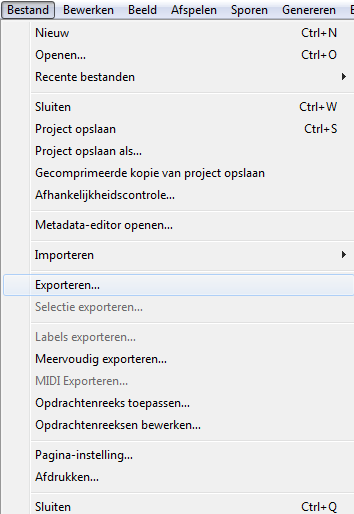 Bestand Bewerken Beeld Afspelen Sporen Genereren
Nieuw Ctrl+N
Openen... Ctrl+O
Recente bestanden
Sluiten Ctrl+W
Project opslaan Ctrl+S
Project opslaan als...
Gecomprimeerde kopie van project opslaan
Afhankelijkheidscontrole...
Metadata-editor openen...
Importeren
Exporteren...
Selectie exporteren...
Labels exporteren...
Meervoudig exporteren...
MIDI Exporteren...
Opdrachtenreeks toepassen...
Opdrachtenreeksen bewerken...
Pagina-instelling...
Afdrukken...
Sluiten Ctrl+Q